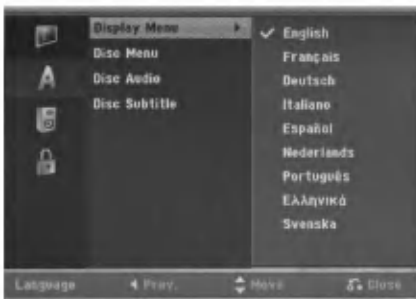 A
Display Menu
Disc Menu
Disc Audio
Disc Subtitle
English
Français
Deutsch
Italiano
Español
Nederlands
Português
Ελληνικά
Svenska
Language
Prev.
Move
Close